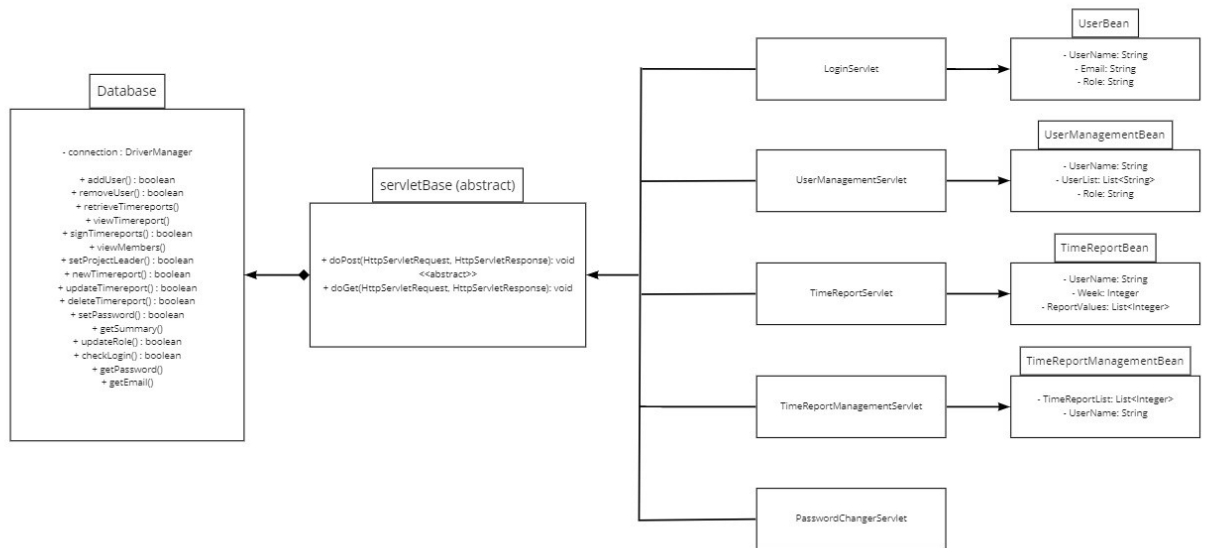 Database
- connection : DriverManager
+ addUser() : boolean
+ removeUser() : boolean
+ retrieveTimereports()
+ viewTimereport()
+ signTimereports() : boolean
+ viewMembers()
+ setProjectLeader() : boolean
+ newTimereport() : boolean
+ updateTimereport() : boolean
+ deleteTimereport() : boolean
+ setPassword() : boolean
+ getSummary()
+ updateRole() : boolean
+ checkLogin() : boolean
+ getPassword()
+ getEmail()
servletBase (abstract)
+ doPost(HttpServletRequest, HttpServletResponse): void
<<abstract>>
+ doGet(HttpServletRequest, HttpServletResponse): void
LoginServlet
UserBean
- UserName: String
- Email: String
- Role: String
UserManagementServlet
UserManagementBean
- UserName: String
- UserList: List<String>
- Role: String
TimeReportServlet
TimeReportBean
- UserName: String
- Week: Integer
- ReportValues: List<Integer>
TimeReportManagementServlet
TimeReportManagementBean
- TimeReportList: List<Integer>
- UserName: String
PasswordChangerServlet